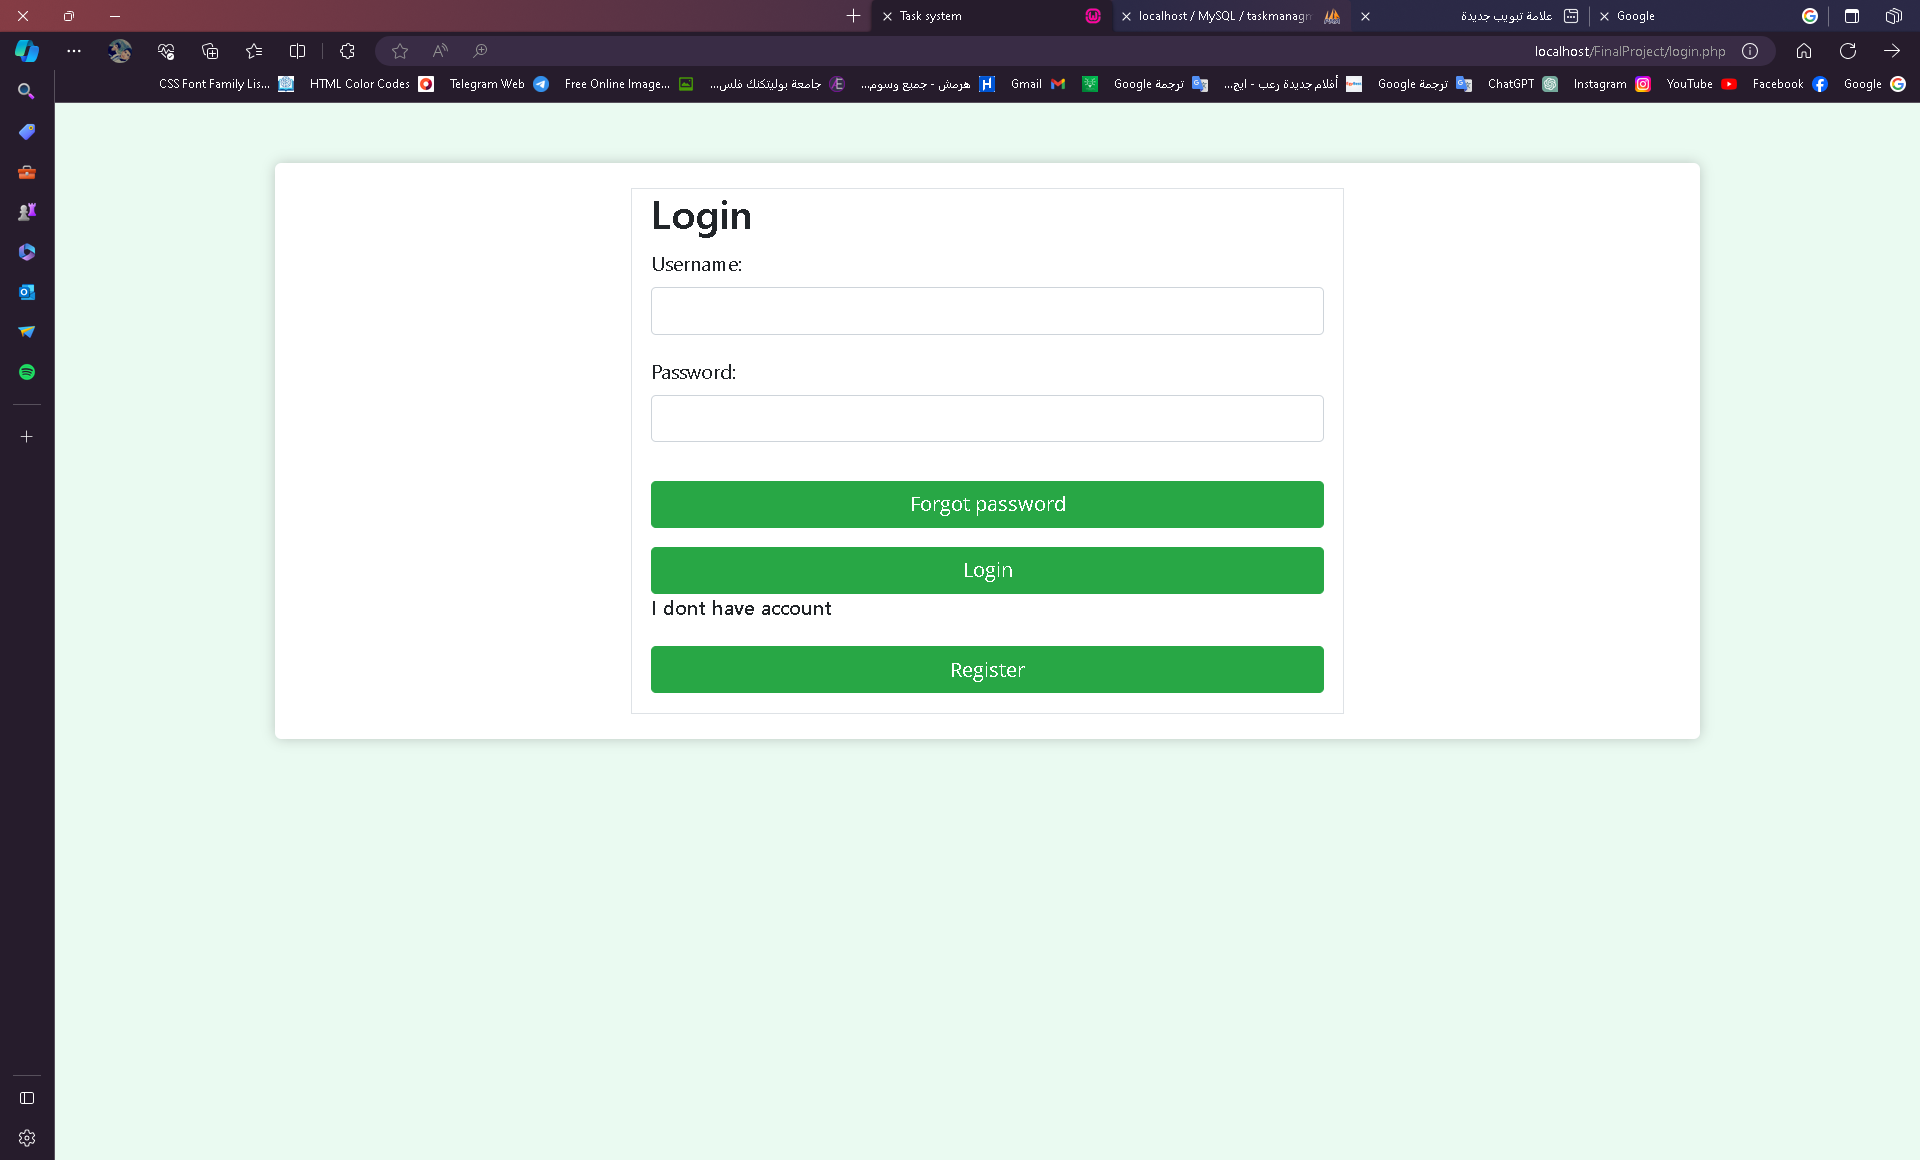 Task system
localhost / MySQL / taskmanagm
علامة تبويب جديدة
Google
localhost/FinalProject/login.php
CSS Font Family Lis...
HTML Color Codes
Telegram Web
Free Online Image...
جامعة بوليتكنك فلس...
هرمش - جميع وسوم...
Gmail
ترجمة Google
أفلام جديدة رعب - ايج...
ترجمة Google
ChatGPT
Instagram
YouTube
Facebook
Google
Login
Username:
Password:
Forgot password
Login
I dont have account
Register